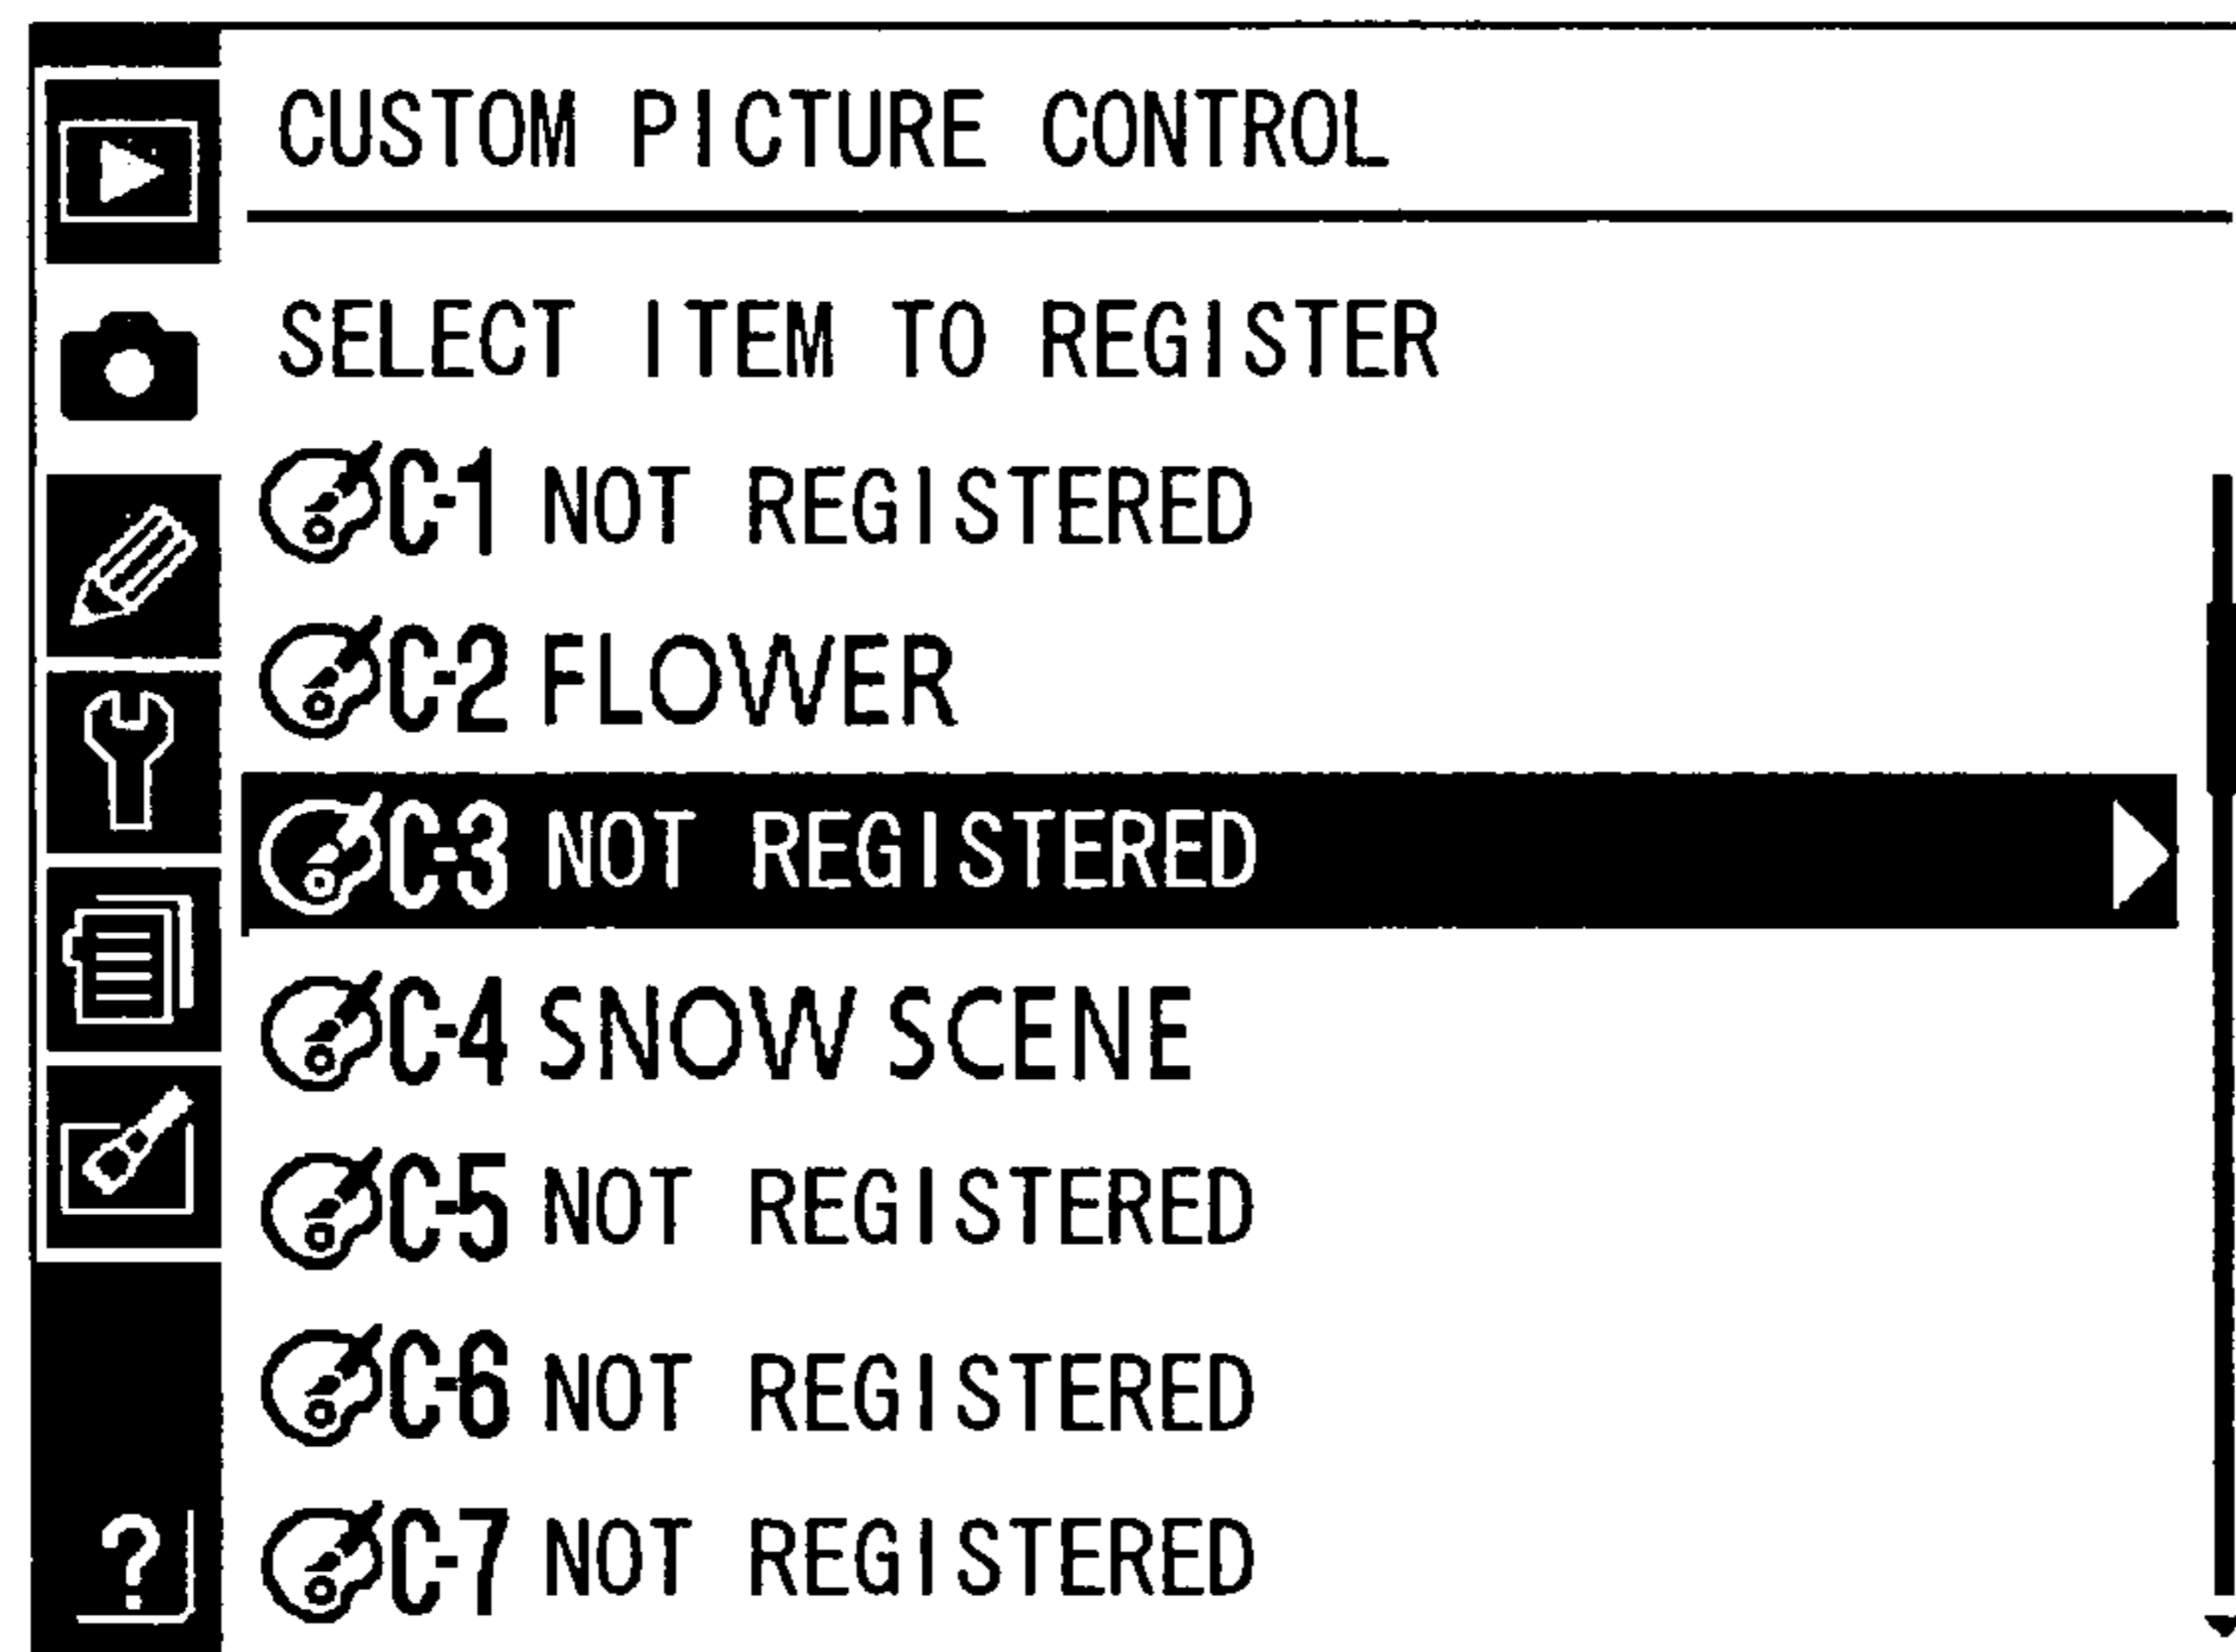 CUSTOM PICTURE CONTROL
SELECT ITEM TO REGISTER
C-1 NOT REGISTERED
C-2 FLOWER
C-3 NOT REGISTERED
C-4 SNOW SCENE
C-5 NOT REGISTERED
C-6 NOT REGISTERED
C-7 NOT REGISTERED
?